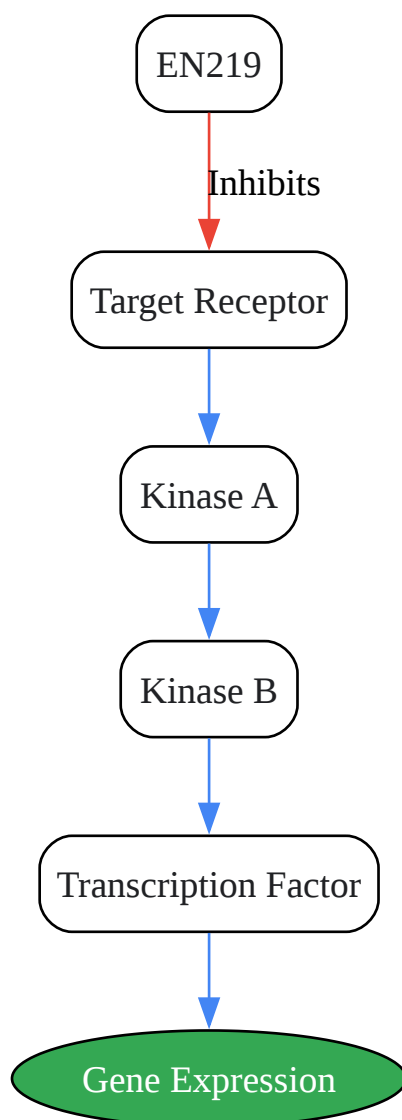 EN219
Inhibits
Target Receptor
Kinase A
Kinase B
Transcription Factor
Gene Expression